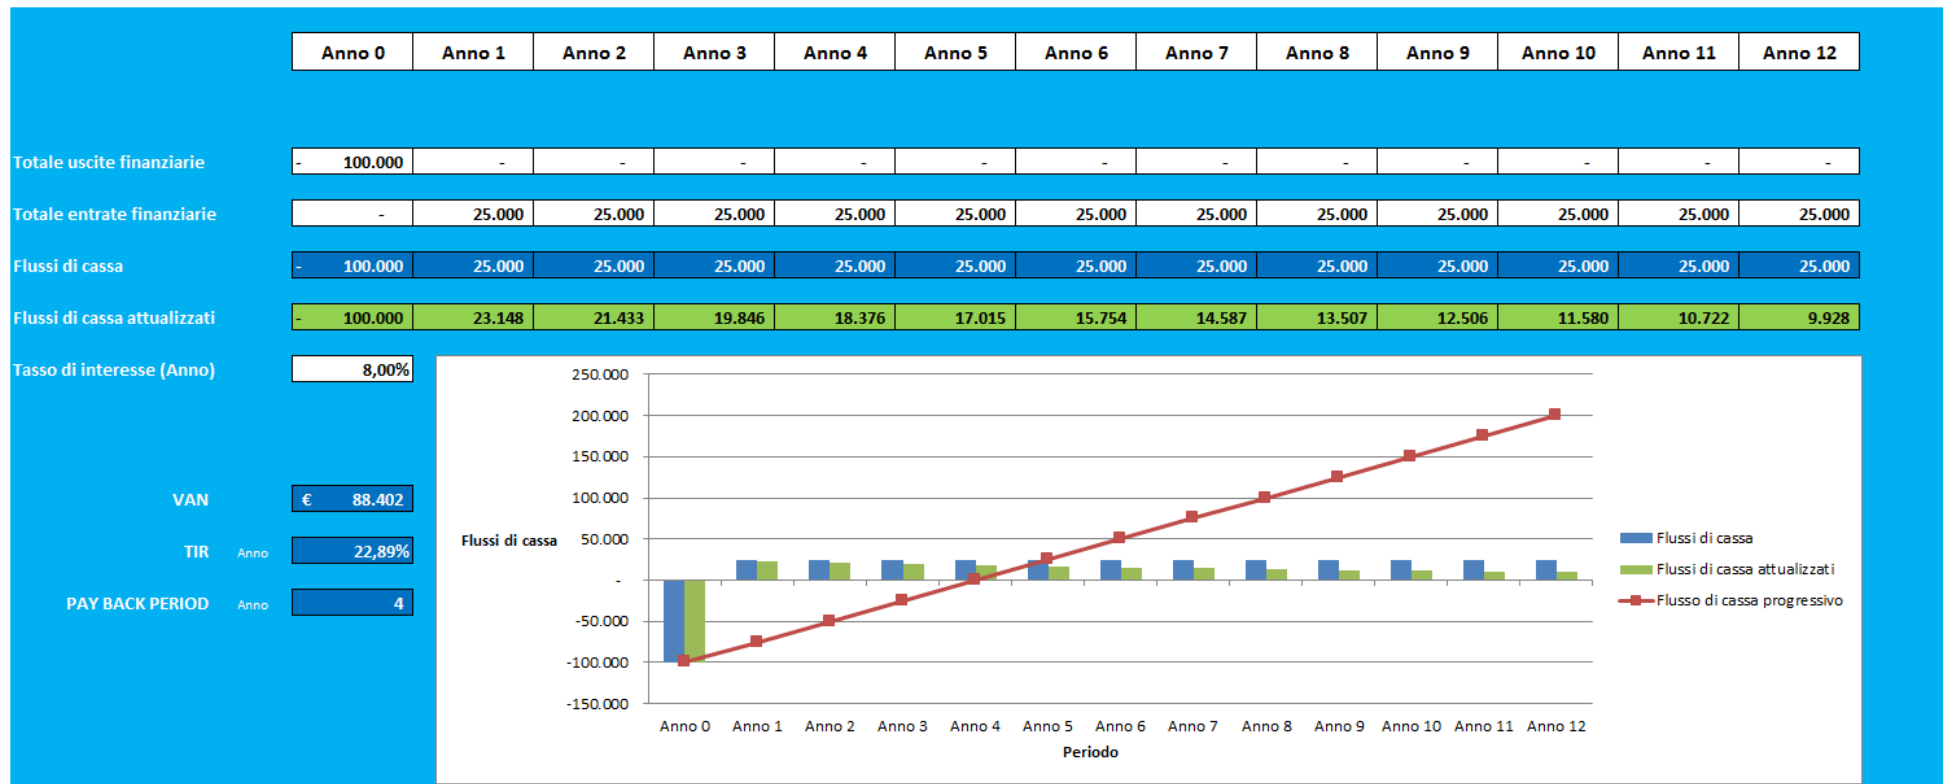 Anno 0 Anno 1 Anno 2 Anno 3 Anno 4 Anno 5 Anno 6 Anno 7 Anno 8 Anno 9 Anno 10 Anno 11 Anno 12
Totale uscite finanziarie - 100.000 - - - - - - - - - - - -
Totale entrate finanziarie - 25.000 25.000 25.000 25.000 25.000 25.000 25.000 25.000 25.000 25.000 25.000 25.000
Flussi di cassa - 100.000 25.000 25.000 25.000 25.000 25.000 25.000 25.000 25.000 25.000 25.000 25.000 25.000
Flussi di cassa attualizzati - 100.000 23.148 21.433 19.846 18.376 17.015 15.754 14.587 13.507 12.506 11.580 10.722 9.928
Tasso di interesse (Anno) 8,00%
VAN € 88.402
TIR Anno 22,89%
PAY BACK PERIOD Anno 4
Flussi di cassa
250.000
200.000
150.000
100.000
50.000
-
-50.000
-100.000
-150.000
Anno 0 Anno 1 Anno 2 Anno 3 Anno 4 Anno 5 Anno 6 Anno 7 Anno 8 Anno 9 Anno 10 Anno 11 Anno 12
Periodo
Flussi di cassa
Flussi di cassa attualizzati
Flusso di cassa progressivo